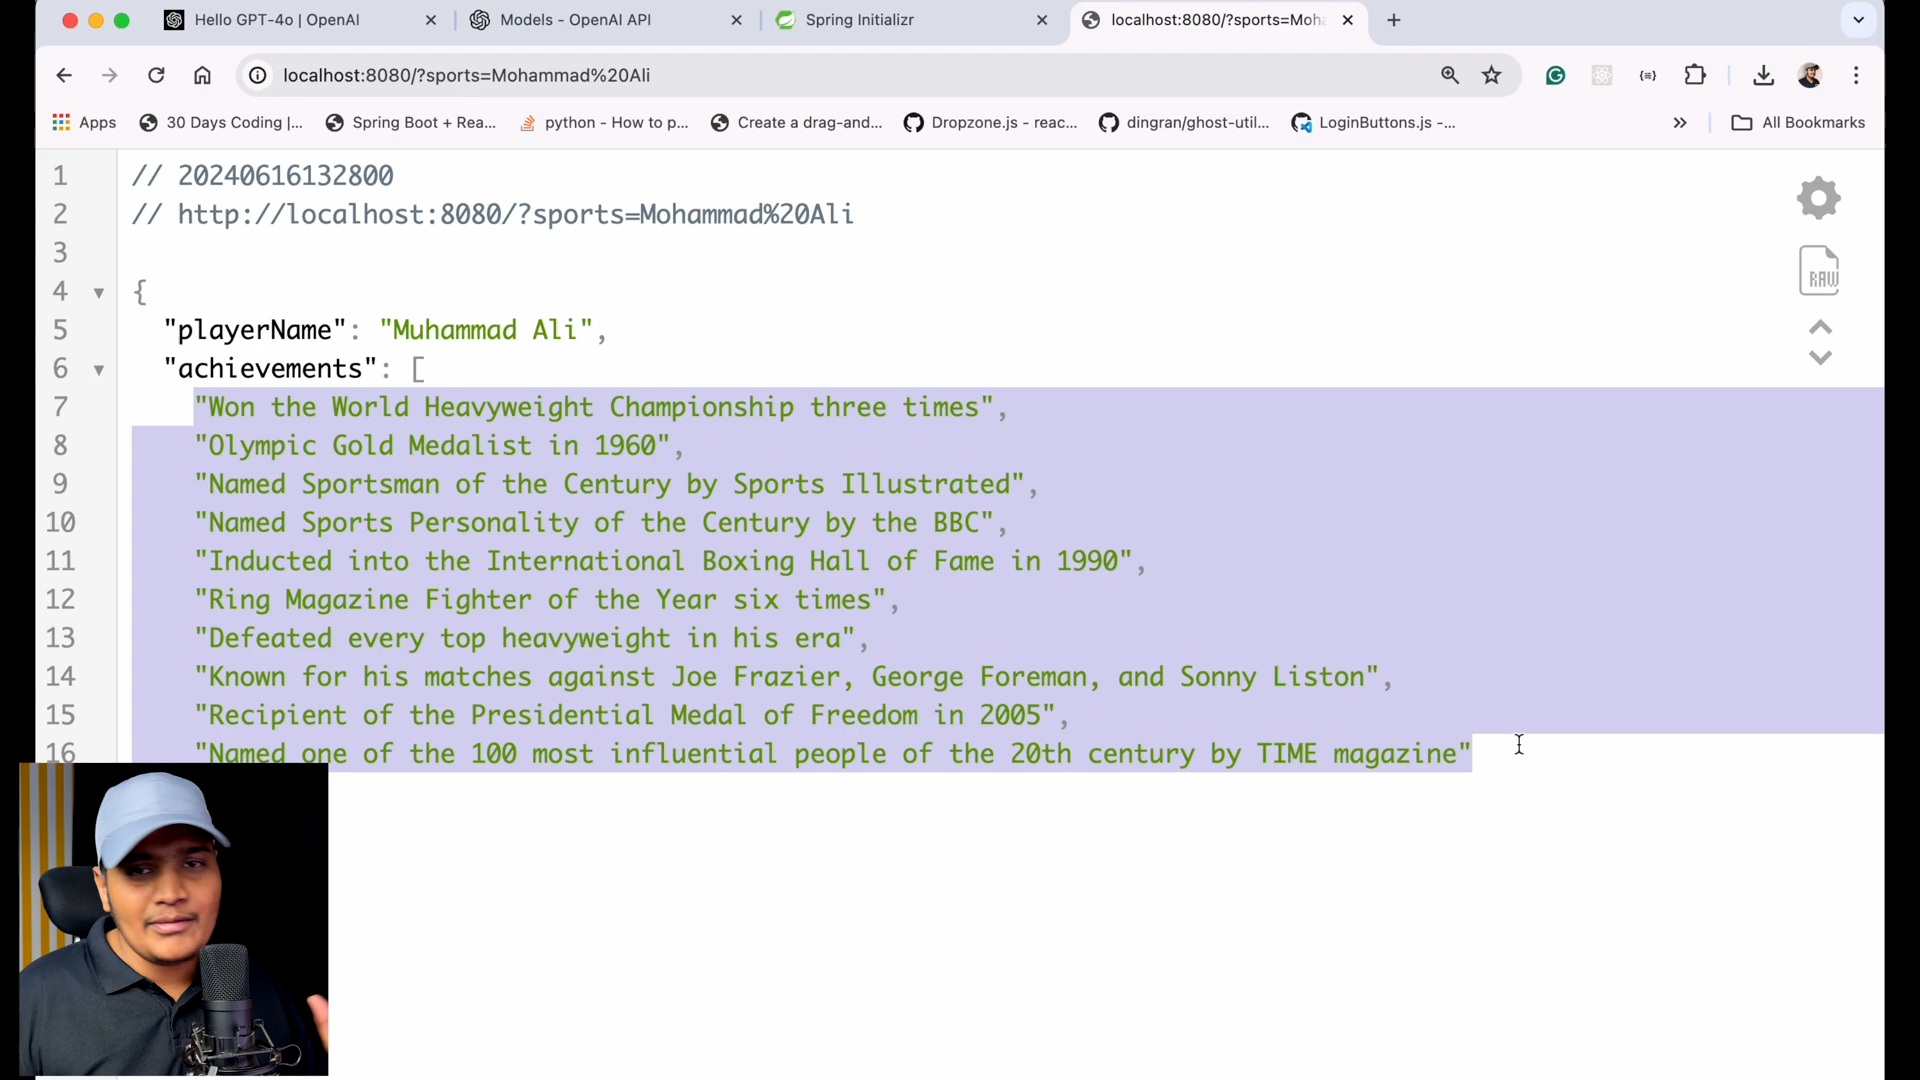 Hello GPT-4o | OpenAI
Models - OpenAI API
Spring Initializr
localhost:8080/?sports=Moha
localhost:8080/?sports=Mohammad%20Ali
Apps
30 Days Coding |...
Spring Boot + Rea...
python - How to p...
Create a drag-and...
Dropzone.js - reac...
dingran/ghost-util...
LoginButtons.js -...
All Bookmarks
1 // 20240616132800
2 // http://localhost:8080/?sports=Mohammad%20Ali
3
4 {
5 "playerName": "Muhammad Ali",
6 "achievements": [
7 "Won the World Heavyweight Championship three times",
8 "Olympic Gold Medalist in 1960",
9 "Named Sportsman of the Century by Sports Illustrated",
10 "Named Sports Personality of the Century by the BBC",
11 "Inducted into the International Boxing Hall of Fame in 1990",
12 "Ring Magazine Fighter of the Year six times",
13 "Defeated every top heavyweight in his era",
14 "Known for his matches against Joe Frazier, George Foreman, and Sonny Liston",
15 "Recipient of the Presidential Medal of Freedom in 2005",
16 "Named one of the 100 most influential people of the 20th century by TIME magazine"
RAW